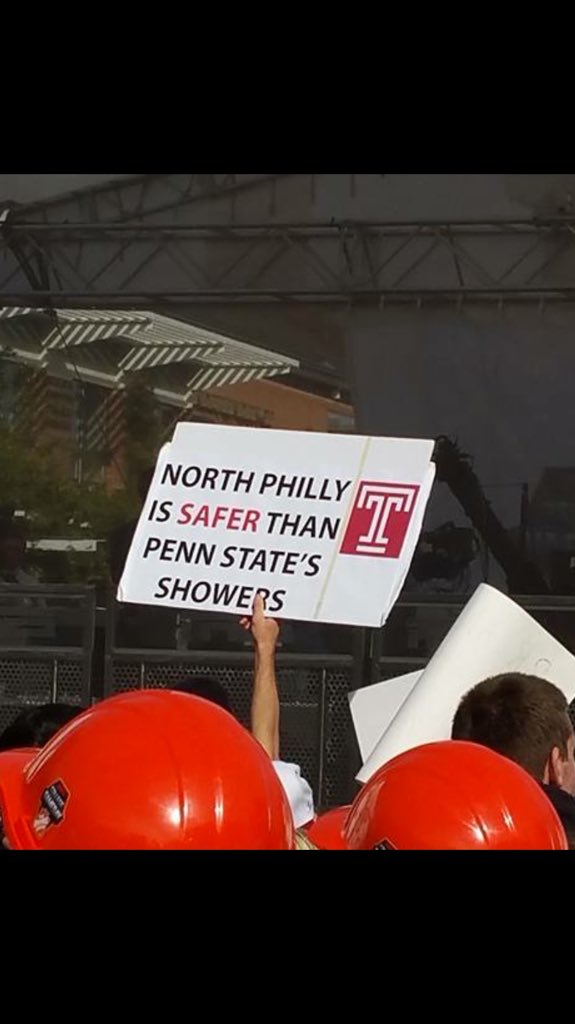 NORTH PHILLY
IS SAFER THAN
PENN STATE'S
SHOWERS
T